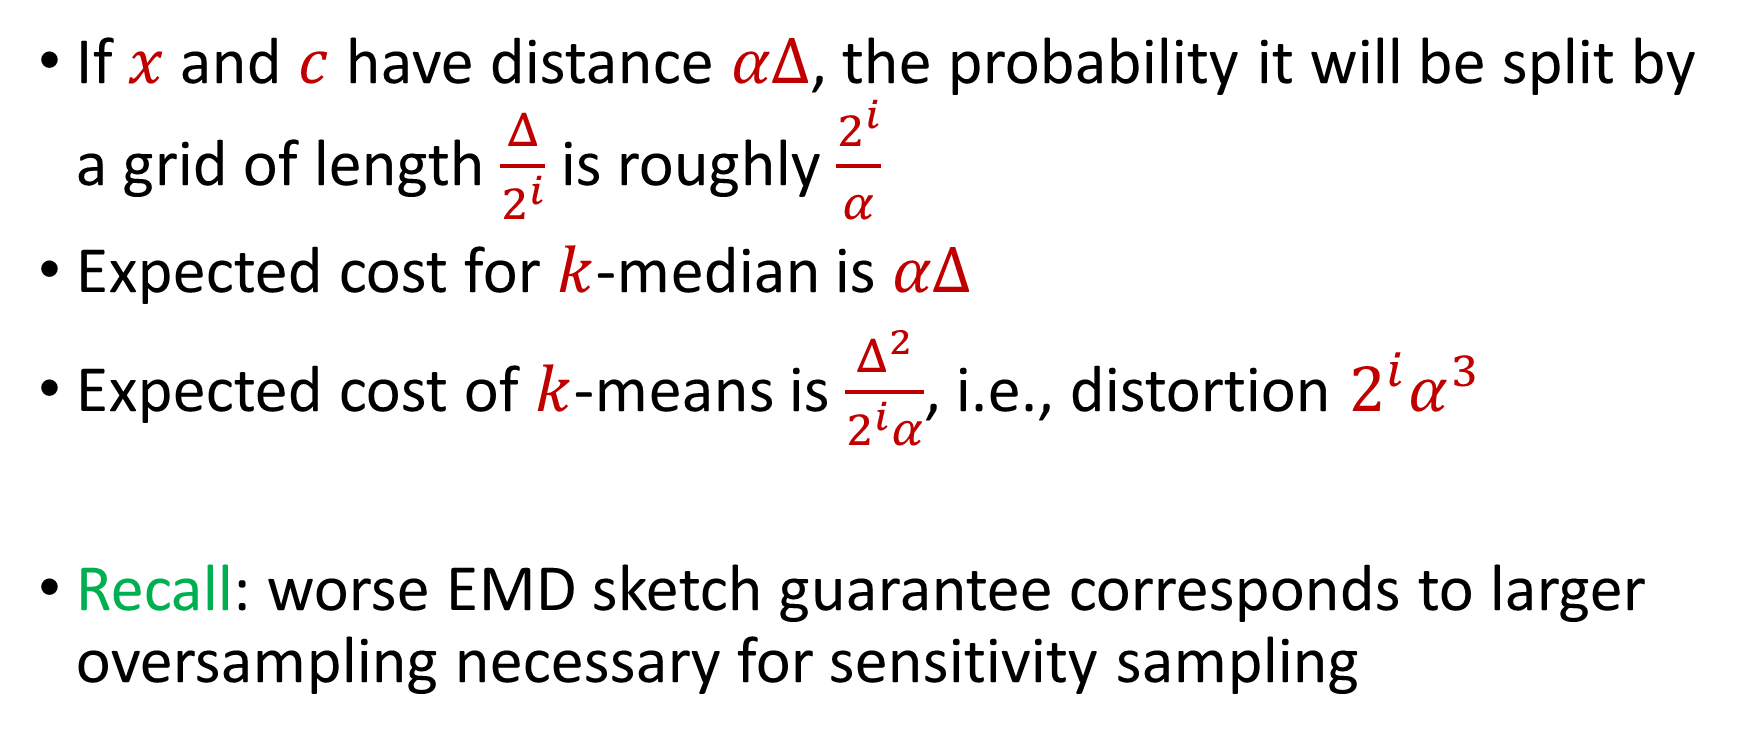 • If x and c have distance αΔ, the probability it will be split by
a grid of length Δ/2^i is roughly 2^i/α
• Expected cost for k-median is αΔ
• Expected cost of k-means is Δ^2/(2^i α), i.e., distortion 2^i α^3
• Recall: worse EMD sketch guarantee corresponds to larger
oversampling necessary for sensitivity sampling